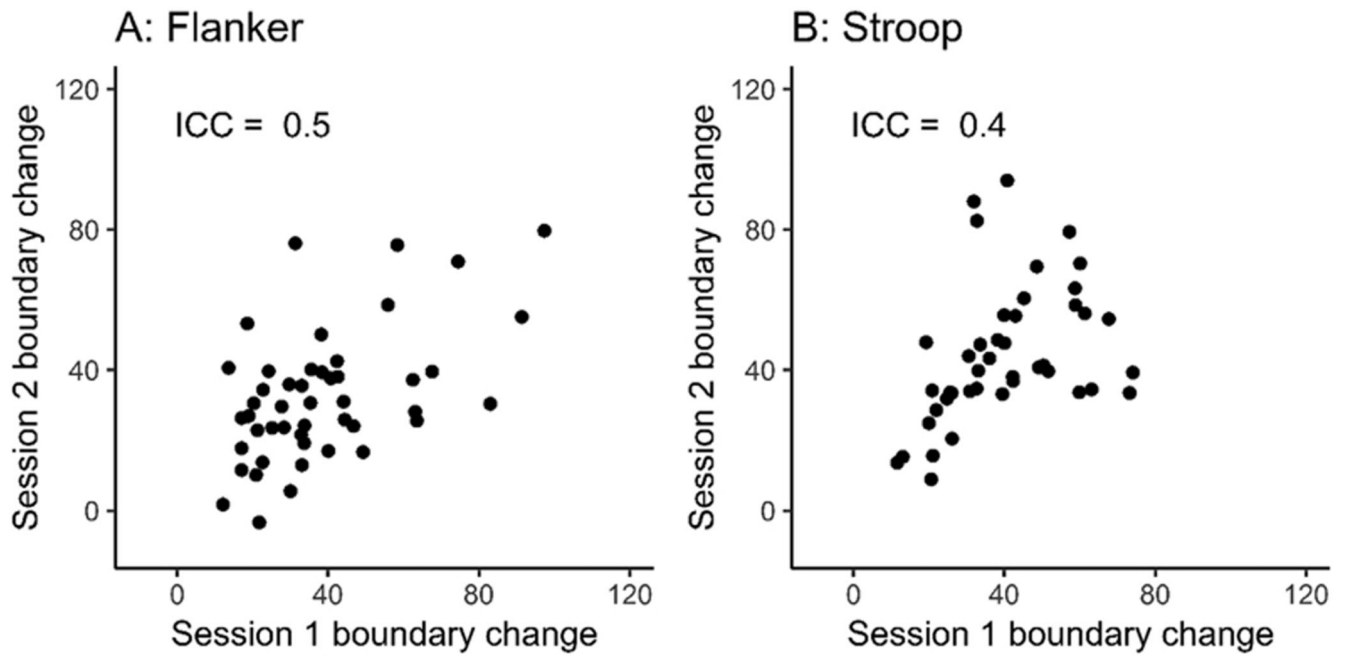 A: Flanker
ICC = 0.5
Session 2 boundary change
120
80
40
0
0 40 80 120
Session 1 boundary change
B: Stroop
ICC = 0.4
Session 2 boundary change
120
80
40
0
0 40 80 120
Session 1 boundary change